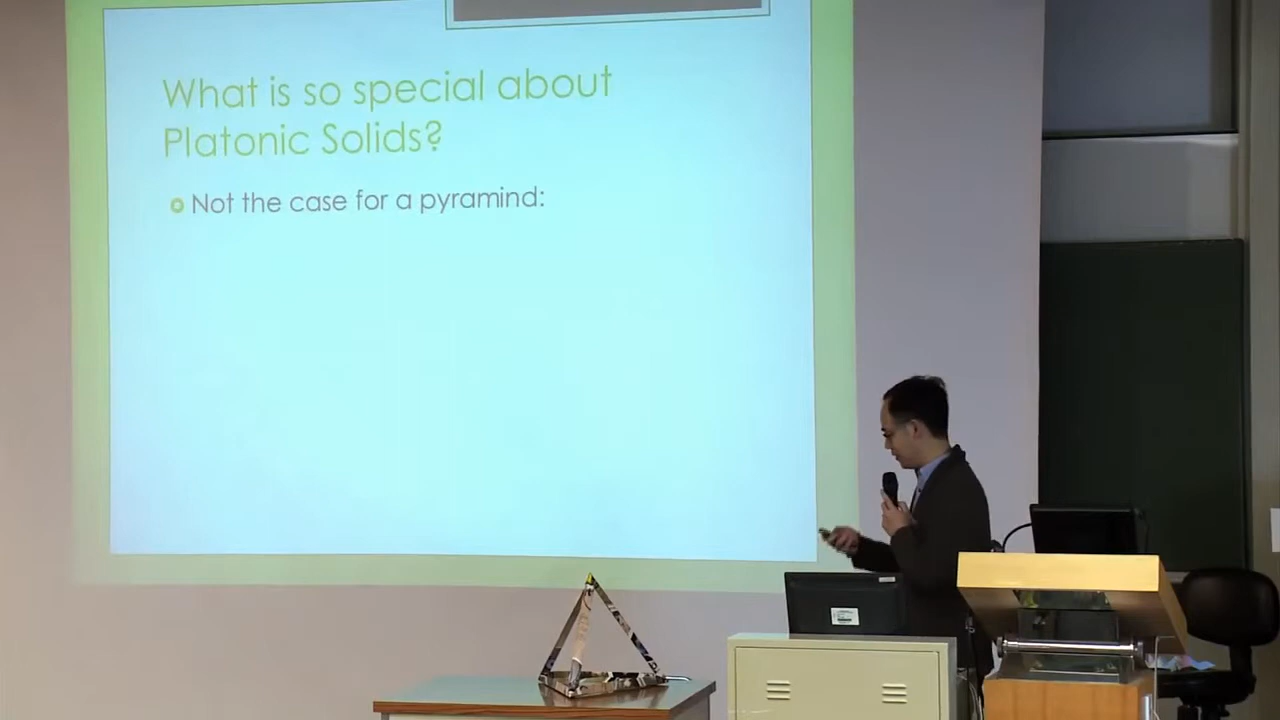 What is so special about
Platonic Solids?
Not the case for a pyramind: